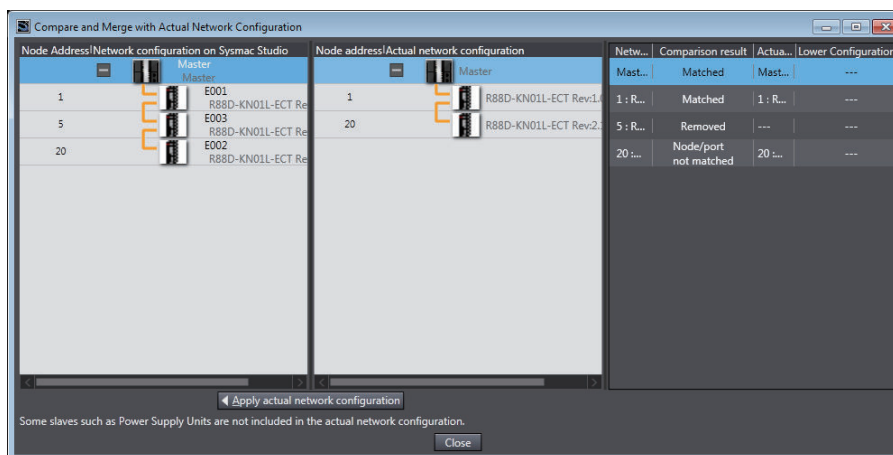 Compare and Merge with Actual Network Configuration
Node Address|Network configuration on Sysmac Studio
Master
Master
1
E001
R88D-KN01L-ECT Re
5
E003
R88D-KN01L-ECT Re
20
E002
R88D-KN01L-ECT Re
Node address|Actual network configuration
Master
1
R88D-KN01L-ECT Rev:1.
20
R88D-KN01L-ECT Rev:2.
Netw... | Comparison result | Actua... | Lower Configuration
Mast... Matched Mast... ---
1 : R... Matched 1 : R... ---
5 : R... Removed --- ---
20 :... Node/port not matched 20 :... ---
Apply actual network configuration
Some slaves such as Power Supply Units are not included in the actual network configuration.
Close